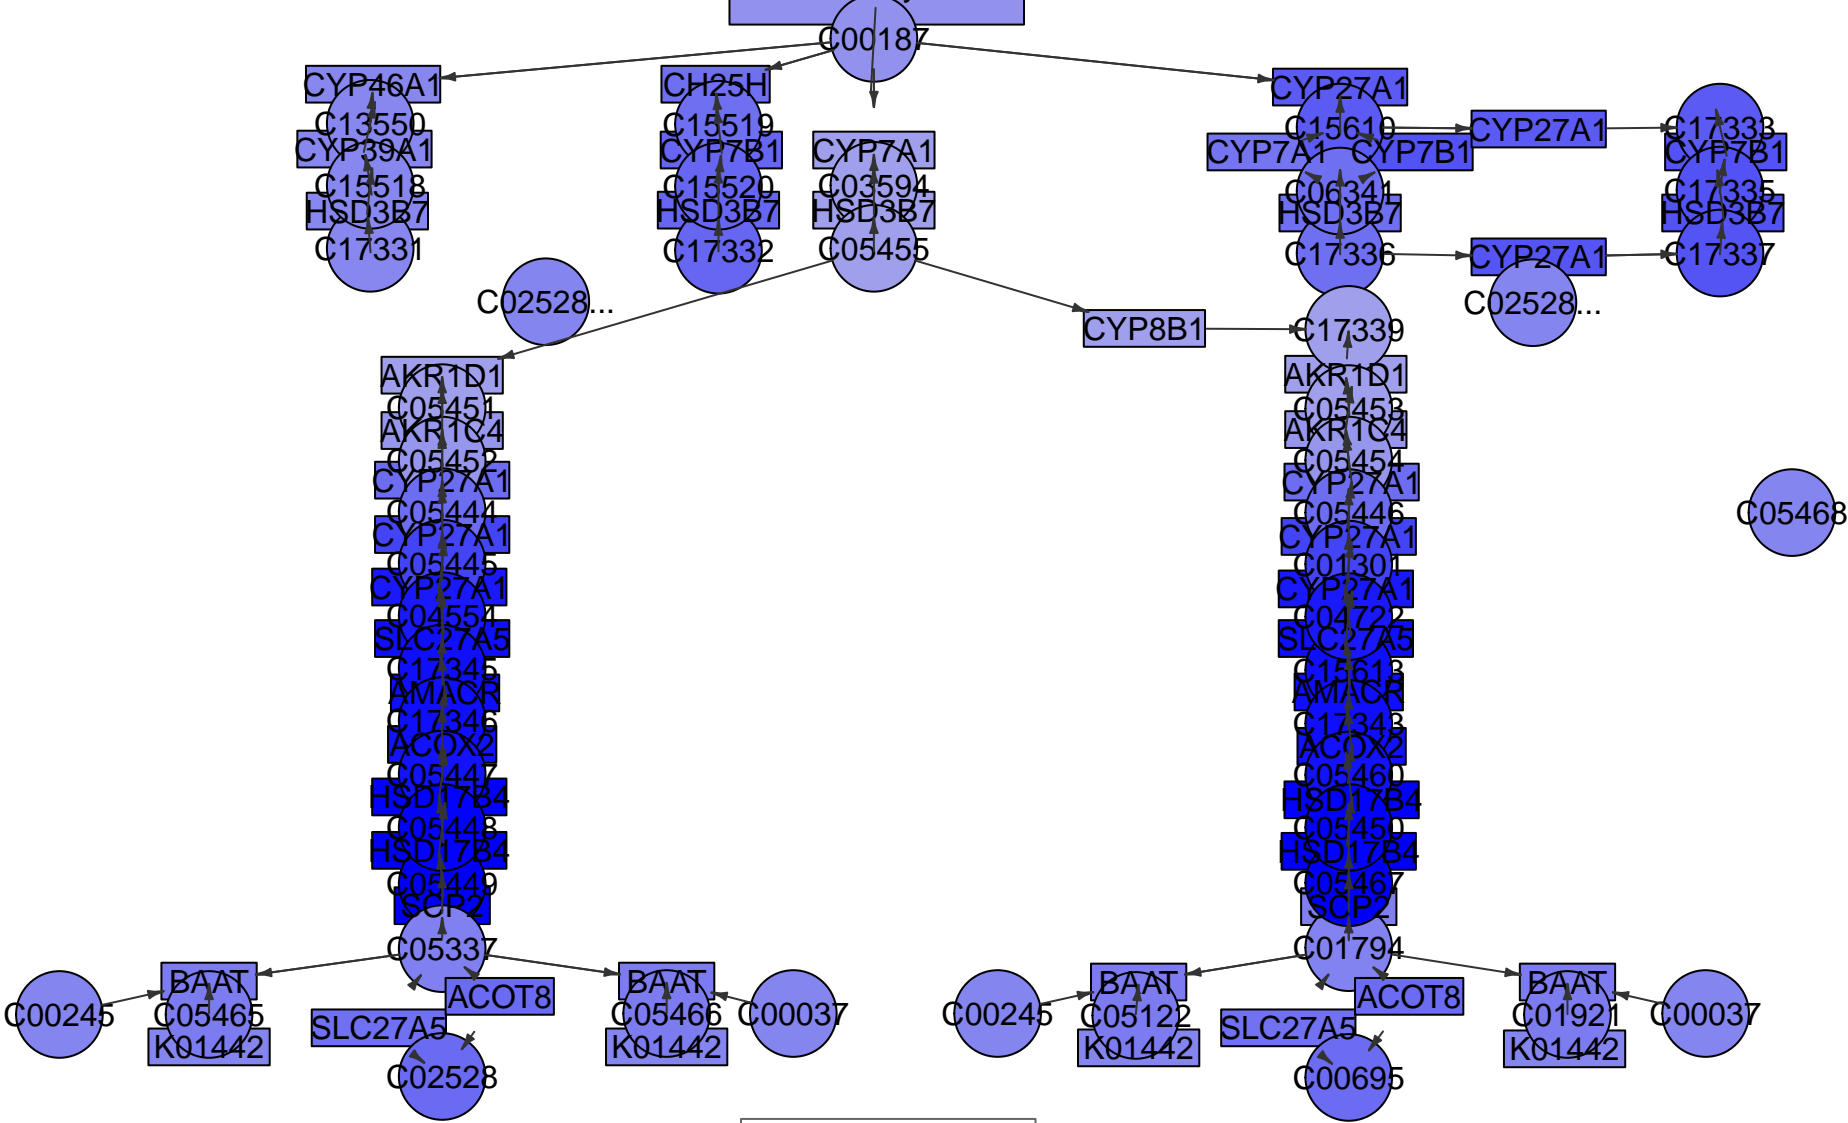 C00187
CYP46A1
CH25H
CYP27A1
C13550
C15519
C15610
CYP27A1
C17333
CYP39A1
CYP7B1
CYP7A1
CYP7A1
CYP7B1
CYP7B1
C15518
C15520
C03594
C06341
C17335
HSD3B7
HSD3B7
HSD3B7
HSD3B7
HSD3B7
C17331
C17332
C05455
C17336
CYP27A1
C17337
C02528...
C02528...
CYP8B1
C17339
AKR1D1
AKR1D1
C05451
C05453
AKR1C4
AKR1C4
C05452
C05454
CYP27A1
CYP27A1
C05444
C05446
C05468
CYP27A1
CYP27A1
C05445
C01301
CYP27A1
CYP27A1
C04554
C04722
SLC27A5
SLC27A5
C17345
C15613
AMACR
AMACR
C17346
C17343
ACOX2
ACOX2
C05447
C05460
HSD17B4
HSD17B4
C05448
C05450
HSD17B4
HSD17B4
C05449
C05467
SCP2
SCP2
C05337
C01794
BAAT
BAAT
BAAT
BAAT
ACOT8
ACOT8
C00245
C05465
C05466
C00037
C00245
C05122
C01921
C00037
SLC27A5
SLC27A5
K01442
K01442
K01442
K01442
C02528
C00695